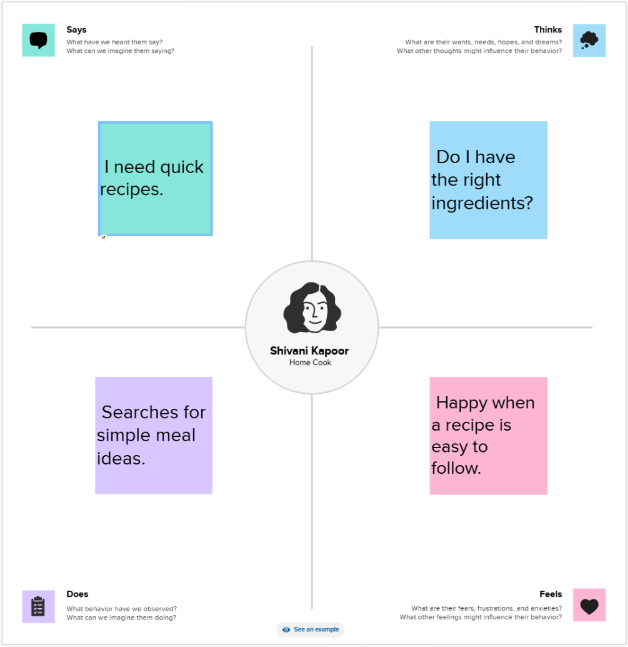 Says
What have we heard them say?
What can we imagine them saying?
Thinks
What are their wants, needs, hopes, and dreams?
What other thoughts might influence their behavior?
I need quick
recipes.
Do I have
the right
ingredients?
Shivani Kapoor
Home Cook
Searches for
simple meal
ideas.
Happy when
a recipe is
easy to
follow.
Does
What behavior have we observed?
What can we imagine them doing?
Feels
What are their fears, frustrations, and anxieties?
What other feelings might influence their behavior?
See an example